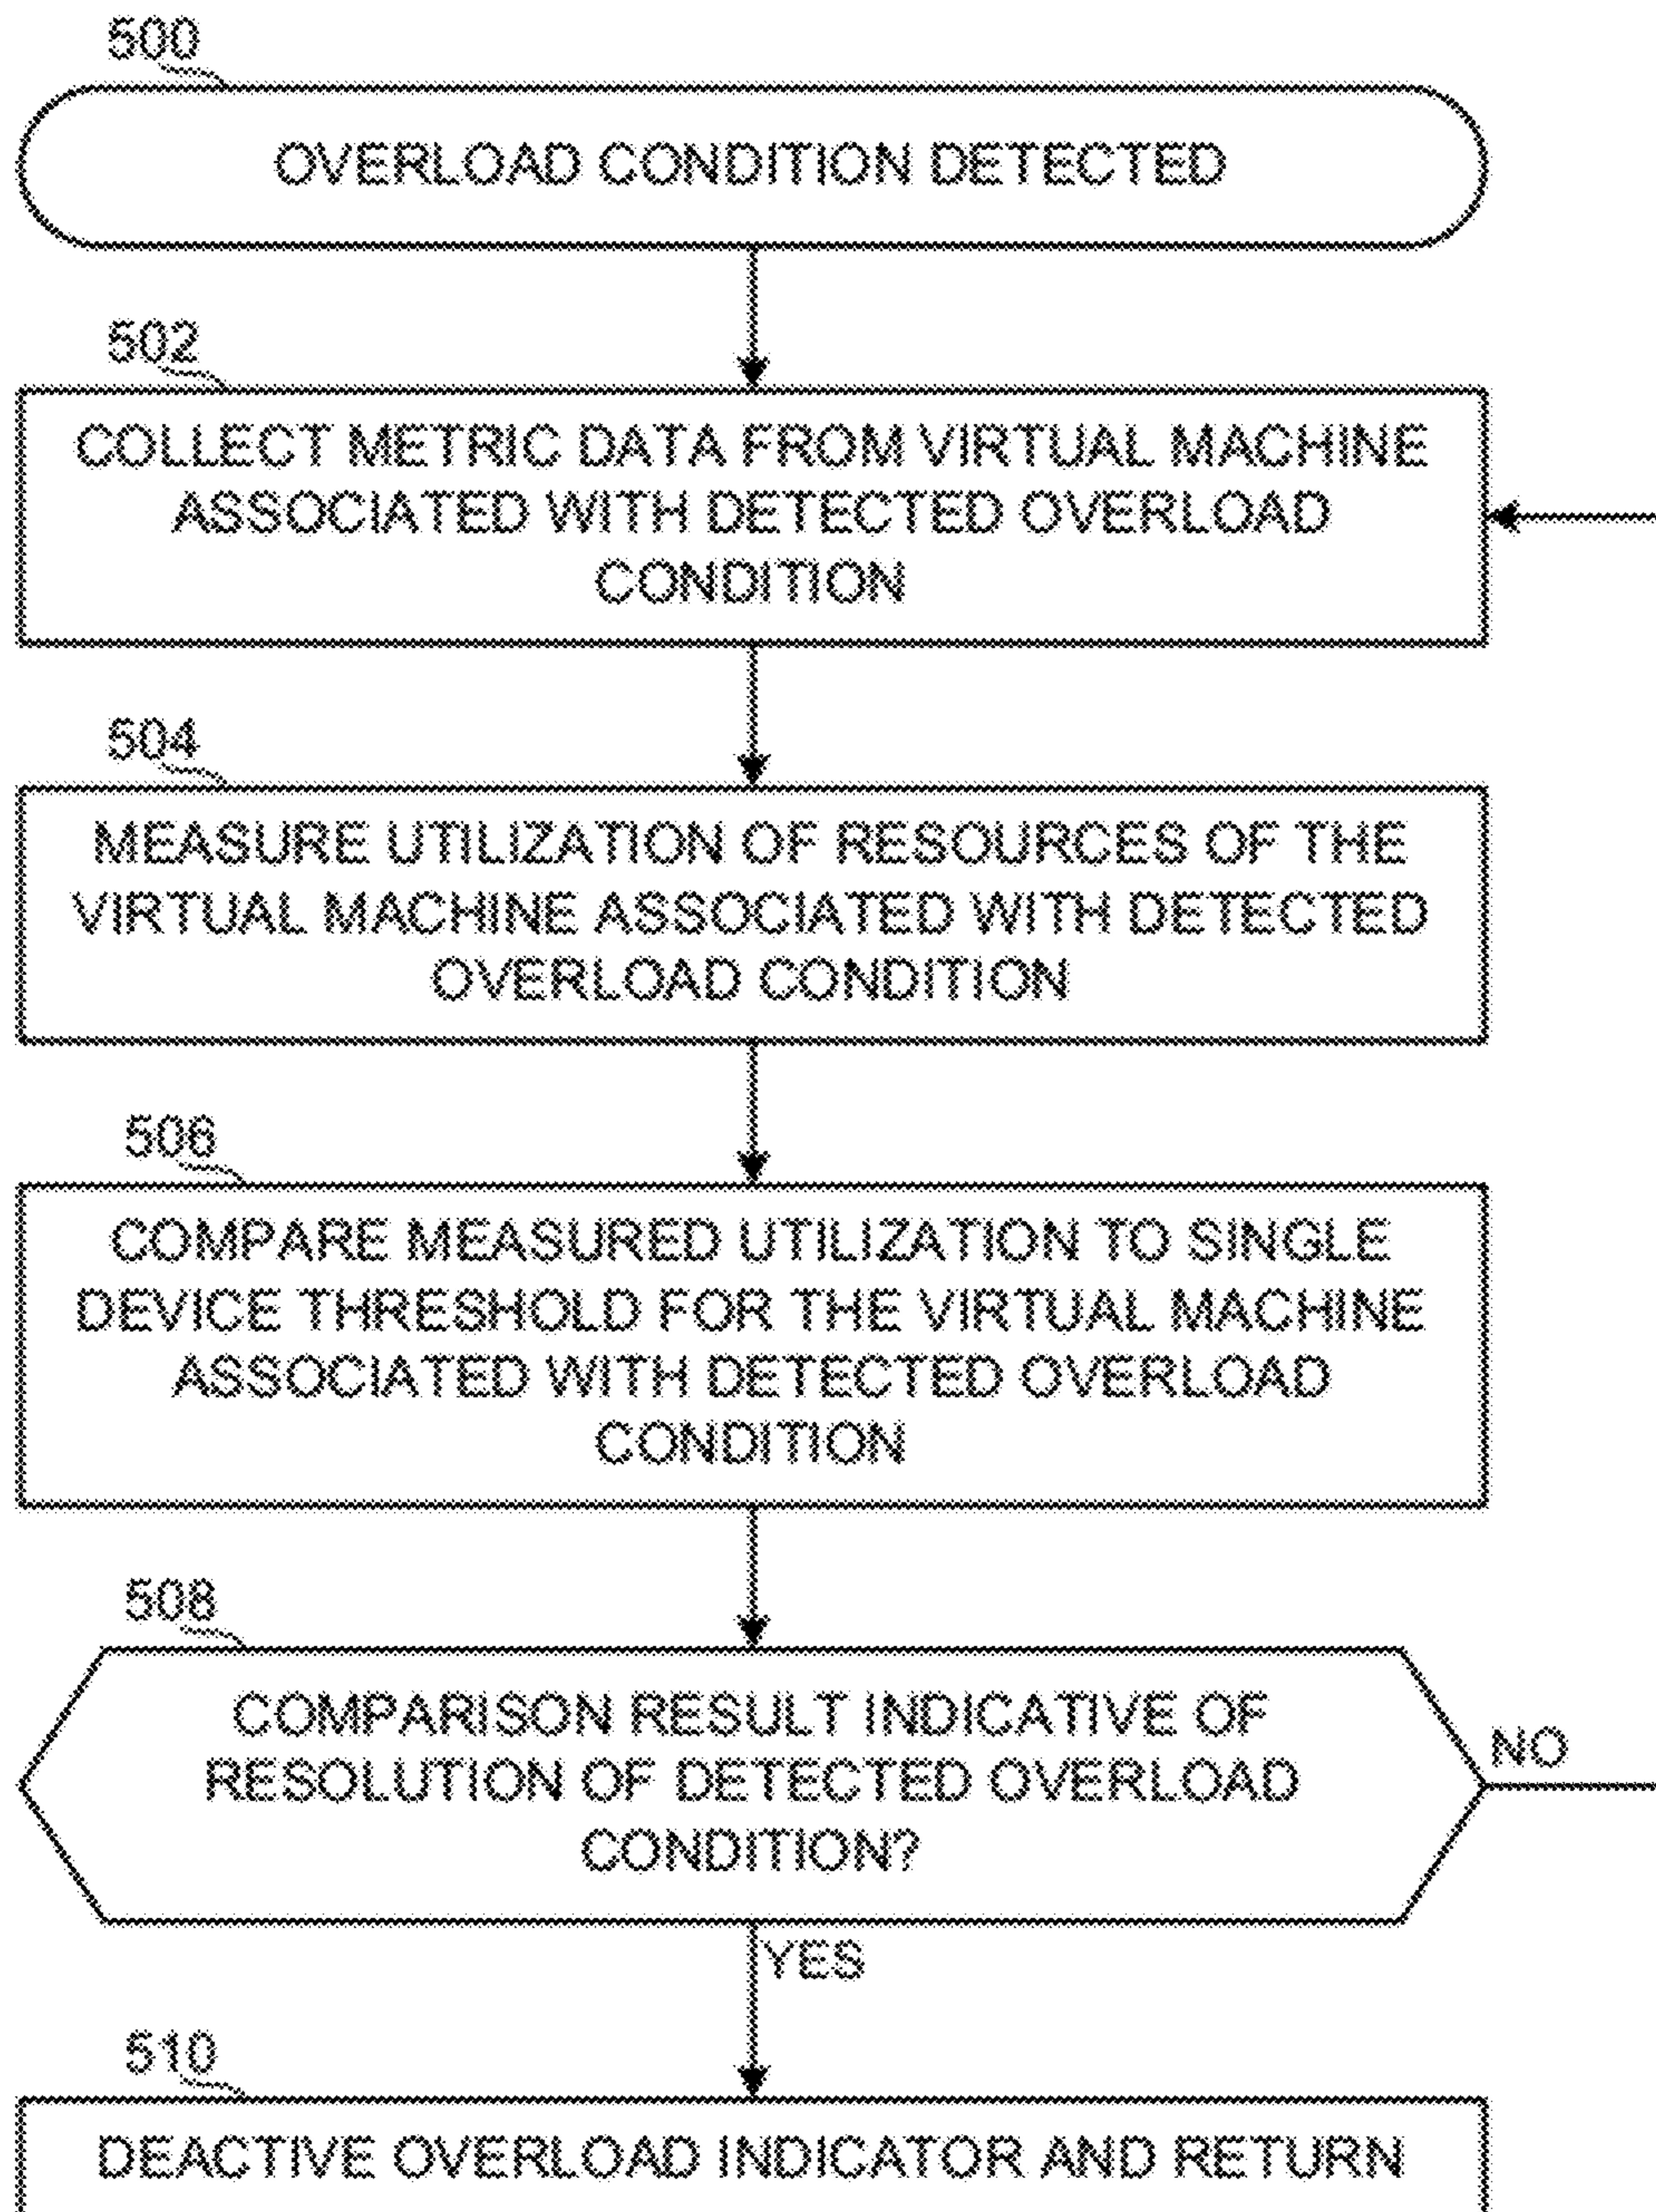 500
OVERLOAD CONDITION DETECTED
502
COLLECT METRIC DATA FROM VIRTUAL MACHINE
ASSOCIATED WITH DETECTED OVERLOAD
CONDITION
504
MEASURE UTILIZATION OF RESOURCES OF THE
VIRTUAL MACHINE ASSOCIATED WITH DETECTED
OVERLOAD CONDITION
506
COMPARE MEASURED UTILIZATION TO SINGLE
DEVICE THRESHOLD FOR THE VIRTUAL MACHINE
ASSOCIATED WITH DETECTED OVERLOAD
CONDITION
508
COMPARISON RESULT INDICATIVE OF
RESOLUTION OF DETECTED OVERLOAD
CONDITION?
NO
YES
510
DEACTIVE OVERLOAD INDICATOR AND RETURN